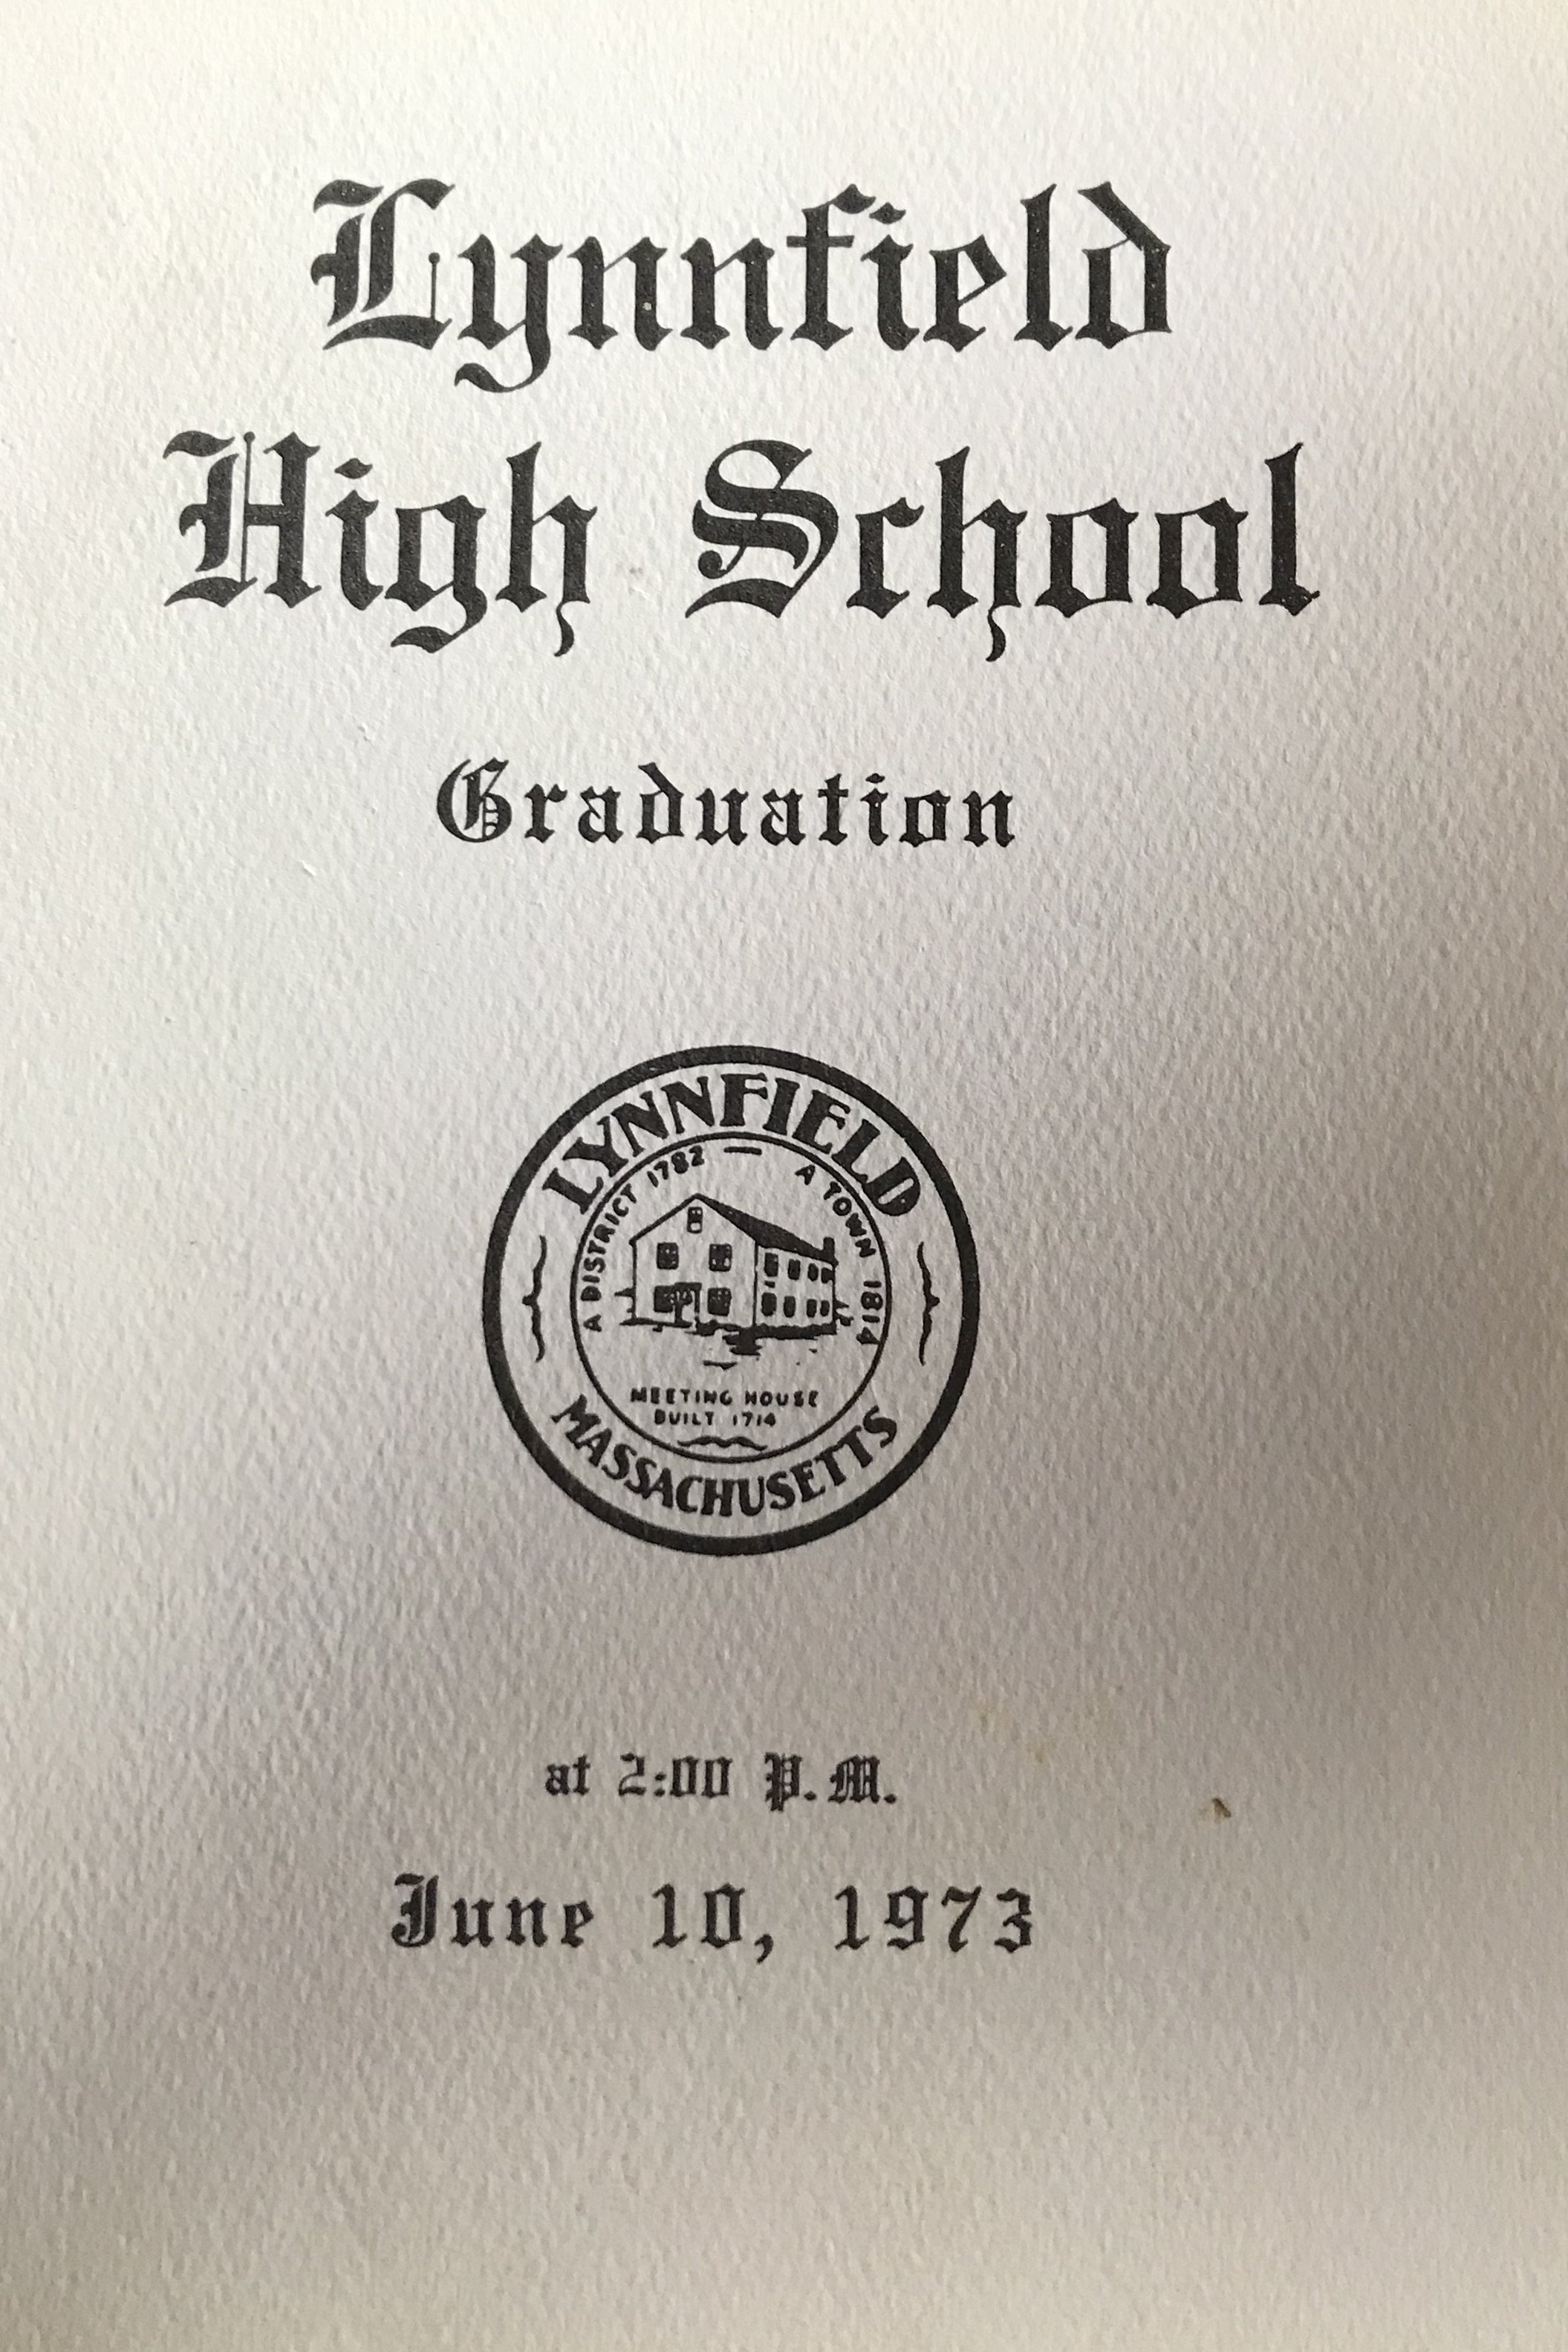 Lynnfield
High School
Graduation
LYNNFIELD
A DISTRICT 1782 — A TOWN 1814
MEETING HOUSE
BUILT 1714
MASSACHUSETTS
at 2:00 P.M.
June 10, 1973